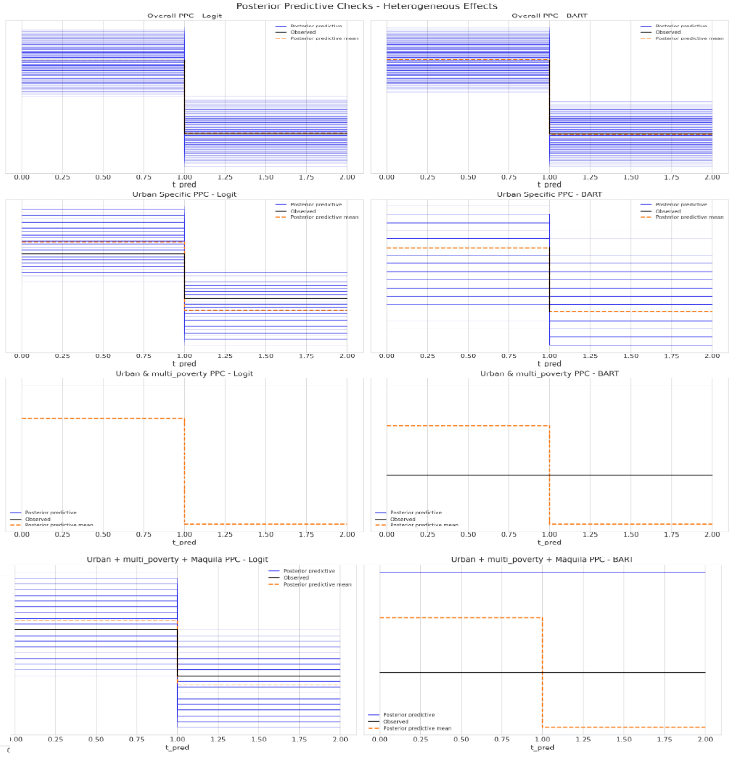 Posterior Predictive Checks - Heterogeneous Effects
Overall PPC - Logit
Posterior predictive
Observed
Posterior predictive mean
0.00 0.25 0.50 0.75 1.00 1.25 1.50 1.75 2.00
t_pred
Overall PPC - BART
Posterior predictive
Observed
Posterior predictive mean
0.00 0.25 0.50 0.75 1.00 1.25 1.50 1.75 2.00
t_pred
Urban Specific PPC - Logit
Posterior predictive
Observed
Posterior predictive mean
0.00 0.25 0.50 0.75 1.00 1.25 1.50 1.75 2.00
t_pred
Urban Specific PPC - BART
Posterior predictive
Observed
Posterior predictive mean
0.00 0.25 0.50 0.75 1.00 1.25 1.50 1.75 2.00
t_pred
Urban & multi_poverty PPC - Logit
Posterior predictive
Observed
Posterior predictive mean
0.00 0.25 0.50 0.75 1.00 1.25 1.50 1.75 2.00
t_pred
Urban & multi_poverty PPC - BART
Posterior predictive
Observed
Posterior predictive mean
0.00 0.25 0.50 0.75 1.00 1.25 1.50 1.75 2.00
t_pred
Urban + multi_poverty + Maquila PPC - Logit
Posterior predictive
Observed
Posterior predictive mean
0.25 0.50 0.75 1.00 1.25 1.50 1.75 2.00
t_pred
Urban + multi_poverty + Maquila PPC - BART
Posterior predictive
Observed
Posterior predictive mean
0.00 0.25 0.50 0.75 1.00 1.25 1.50 1.75 2.00
t_pred